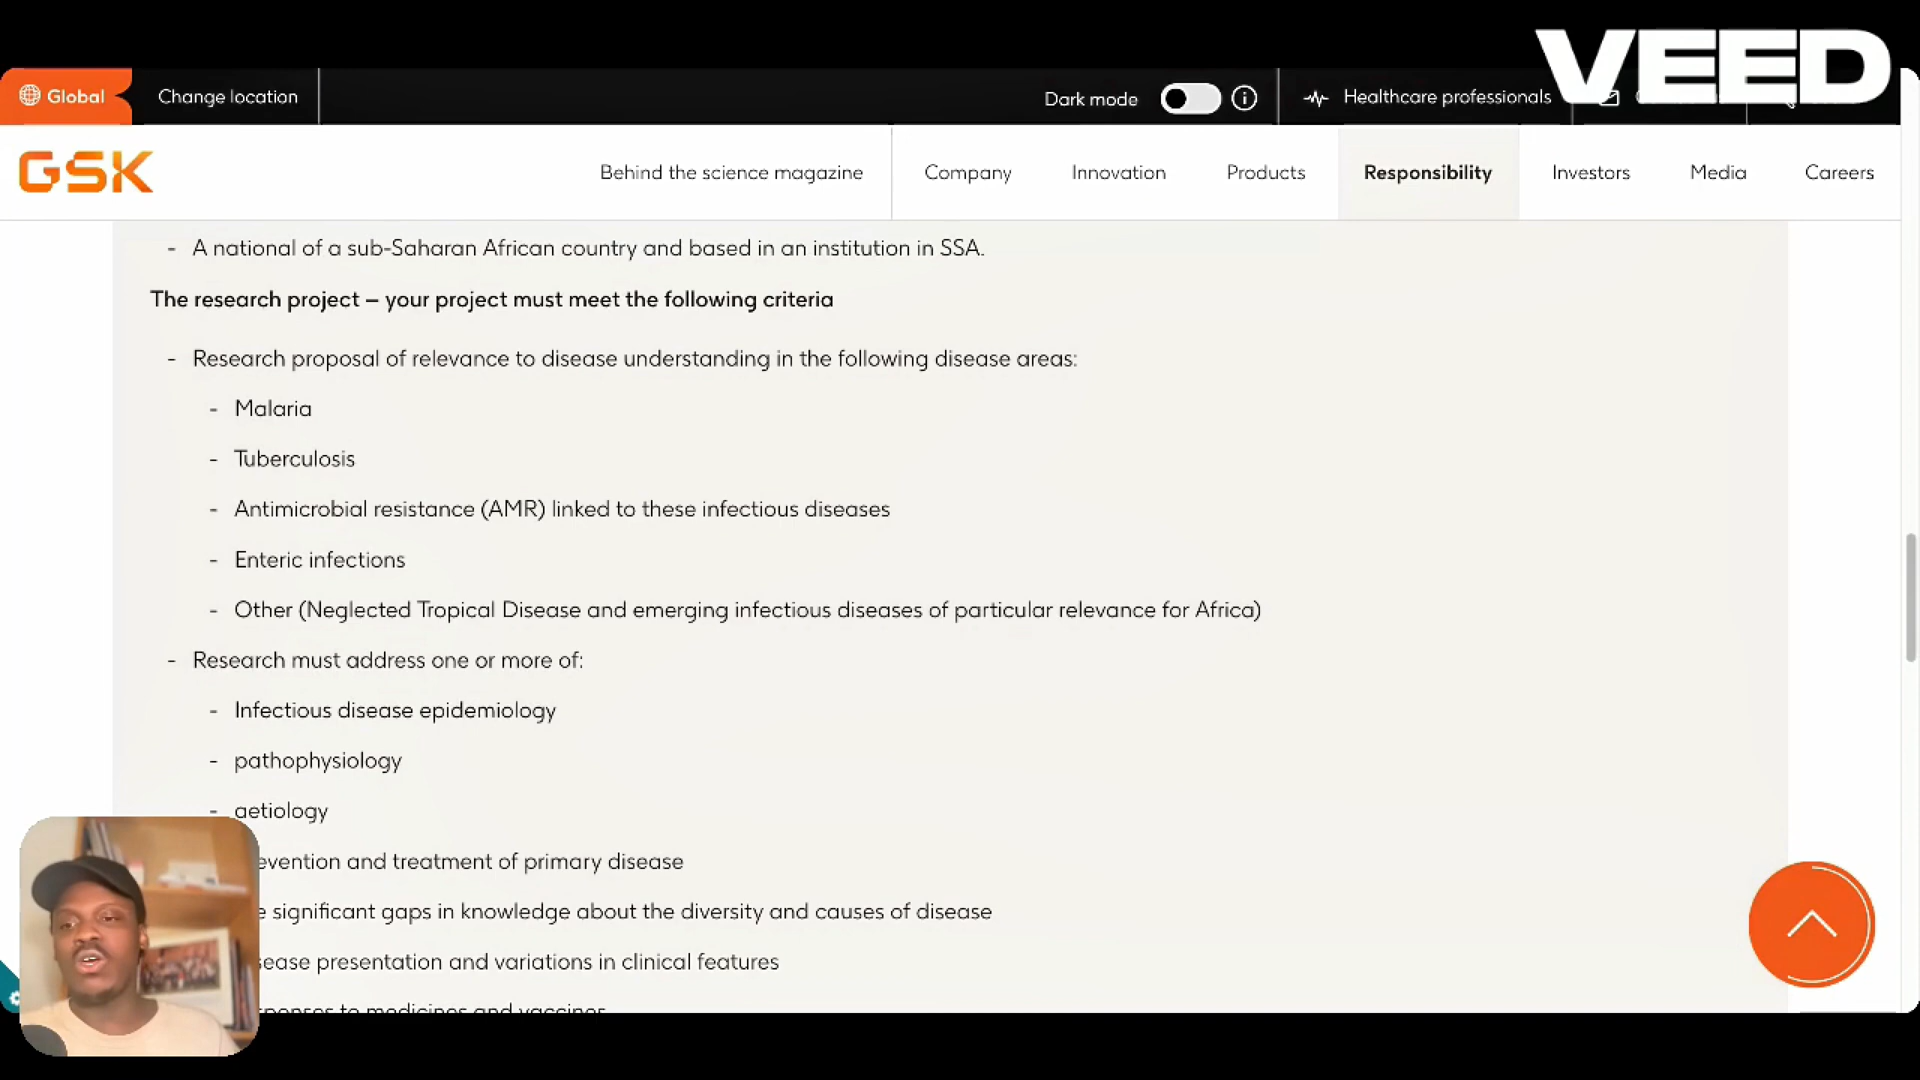 VEED
Global
Change location
Dark mode
Healthcare professionals
GSK
Behind the science magazine
Company
Innovation
Products
Responsibility
Investors
Media
Careers
- A national of a sub-Saharan African country and based in an institution in SSA.
The research project – your project must meet the following criteria
- Research proposal of relevance to disease understanding in the following disease areas:
- Malaria
- Tuberculosis
- Antimicrobial resistance (AMR) linked to these infectious diseases
- Enteric infections
- Other (Neglected Tropical Disease and emerging infectious diseases of particular relevance for Africa)
- Research must address one or more of:
- Infectious disease epidemiology
- pathophysiology
- aetiology
and treatment of primary disease
significant gaps in knowledge about the diversity and causes of disease
presentation and variations in clinical features
to medicines and vaccines